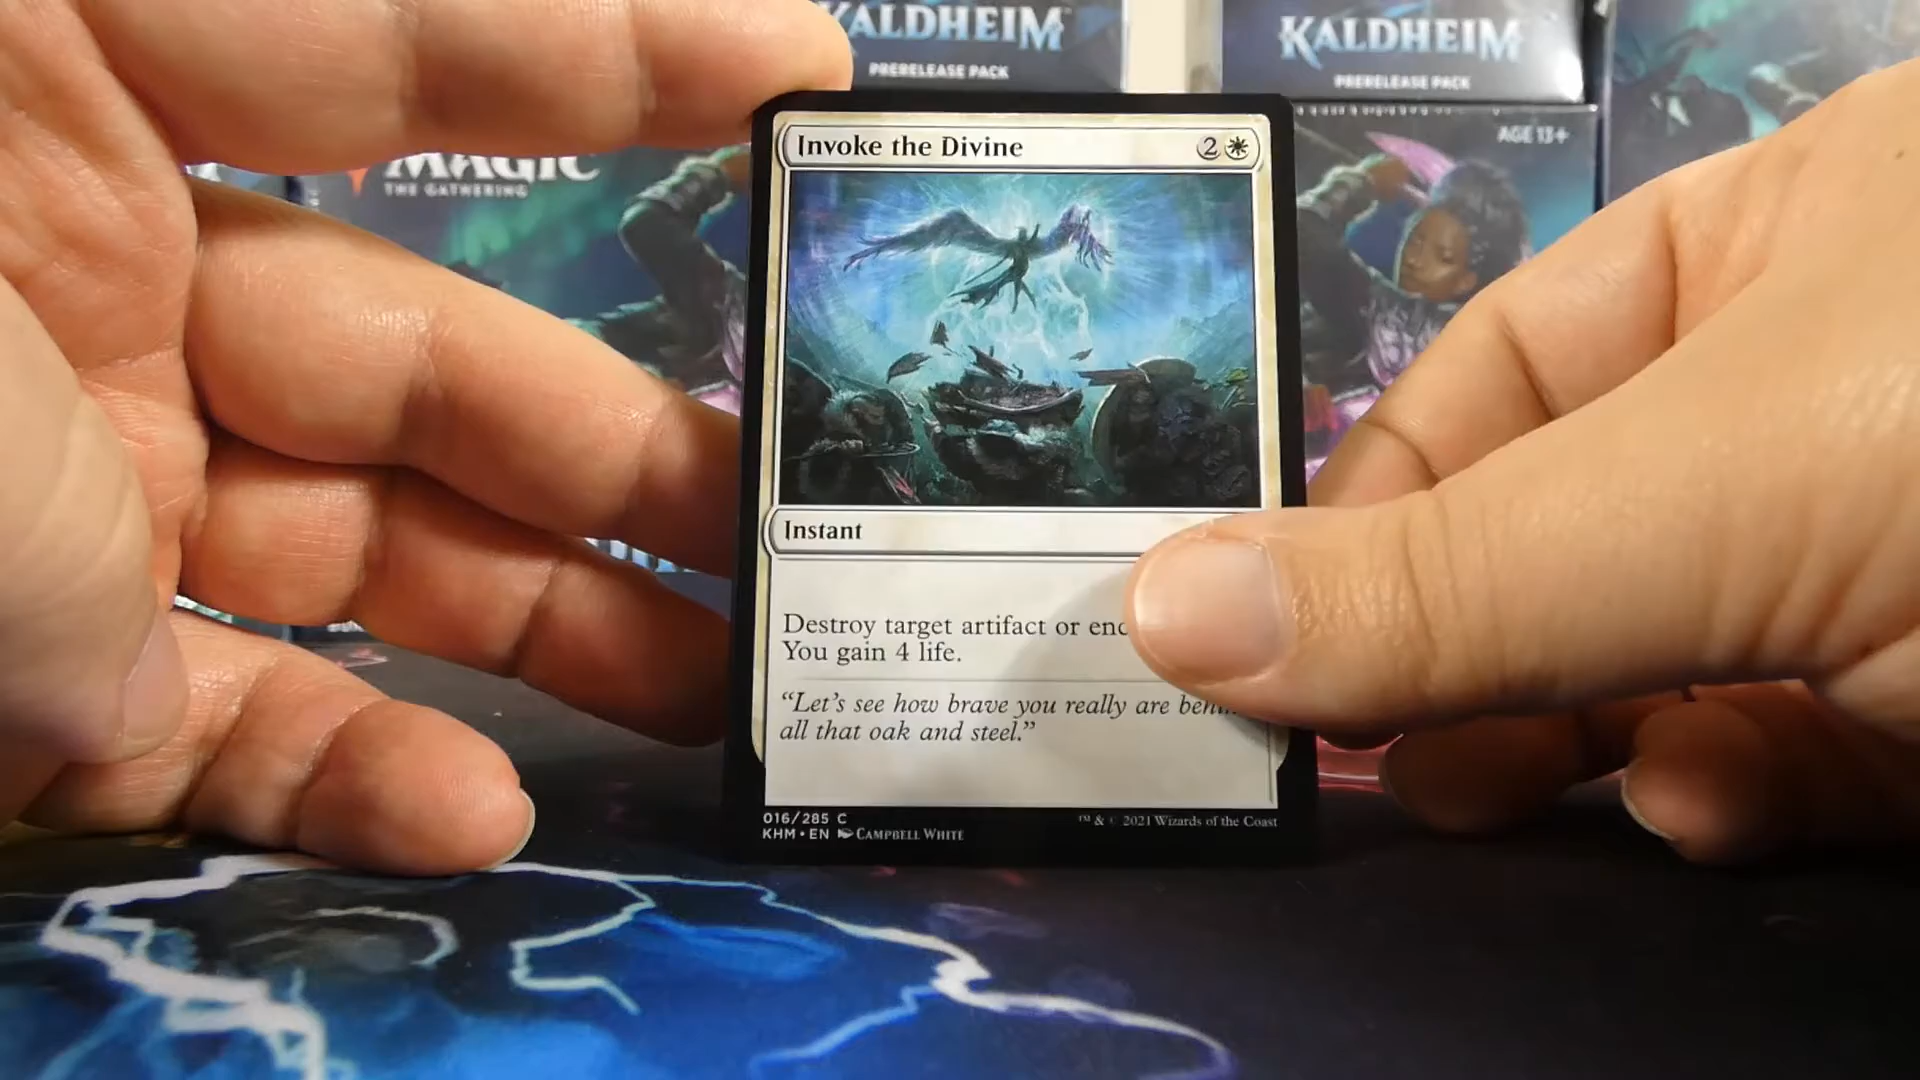 KALDHEIM
PRERELEASE PACK
KALDHEIM
PRERELEASE PACK
AGE 13+
MAGIC
THE GATHERING
Invoke the Divine 2
Instant
Destroy target artifact or enc
You gain 4 life.
“Let’s see how brave you really are behin
all that oak and steel.”
016/285 C
KHM • EN CAMPBELL WHITE
™ & © 2021 Wizards of the Coast